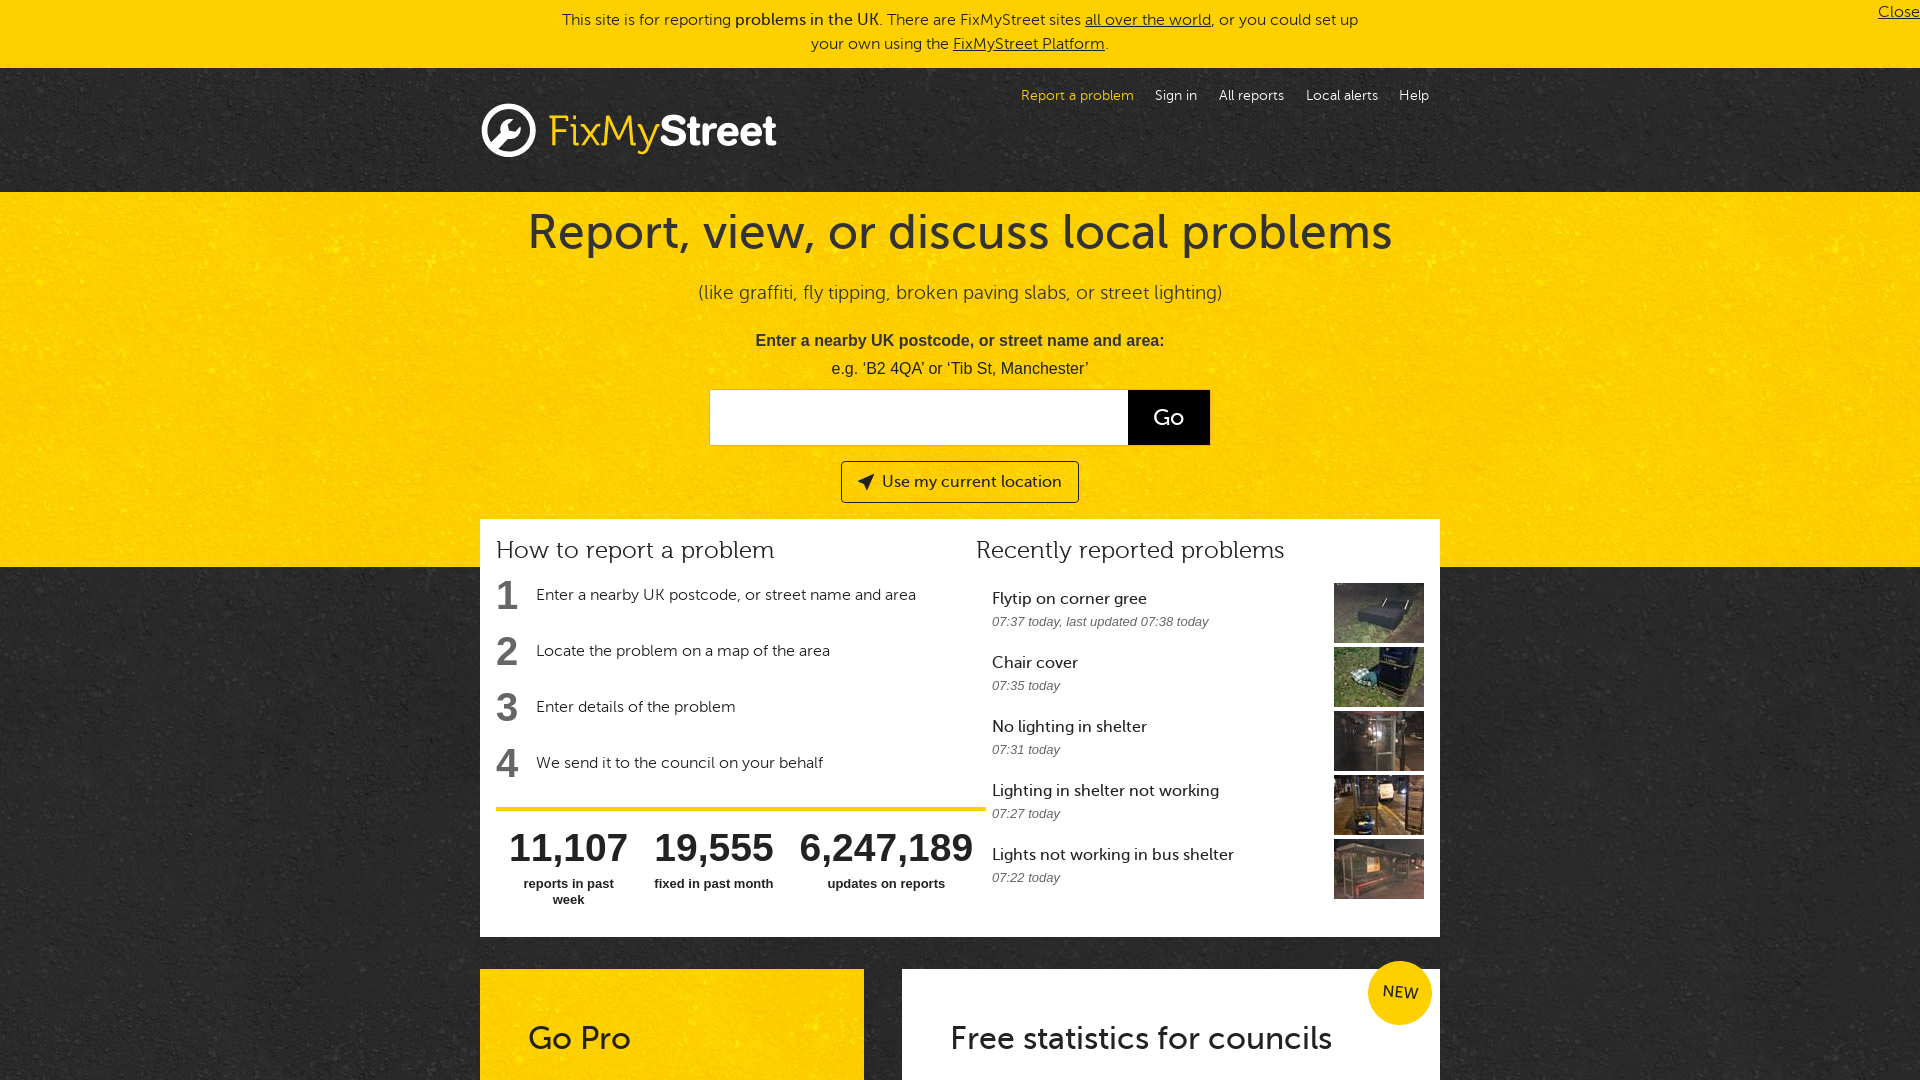 This site is for reporting problems in the UK. There are FixMyStreet sites all over the world, or you could set up
your own using the FixMyStreet Platform.
Close
Report a problem
Sign in
All reports
Local alerts
Help
FixMyStreet
Report, view, or discuss local problems
(like graffiti, fly tipping, broken paving slabs, or street lighting)
Enter a nearby UK postcode, or street name and area:
e.g. ‘B2 4QA’ or ‘Tib St, Manchester’
Go
Use my current location
How to report a problem
1 Enter a nearby UK postcode, or street name and area
2 Locate the problem on a map of the area
3 Enter details of the problem
4 We send it to the council on your behalf
11,107
reports in past
week
19,555
fixed in past month
6,247,189
updates on reports
Recently reported problems
Flytip on corner gree
07:37 today, last updated 07:38 today
Chair cover
07:35 today
No lighting in shelter
07:31 today
Lighting in shelter not working
07:27 today
Lights not working in bus shelter
07:22 today
Go Pro
NEW
Free statistics for councils